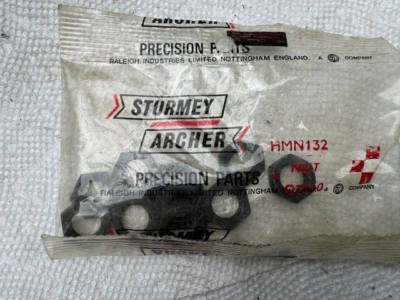 ARCHER
PRECISION PARTS
RALEIGH INDUSTRIES LIMITED NOTTINGHAM ENGLAND. A COMPANY
STURMEY
ARCHER
HMN132
NUT
PRECISION PARTS
RALEIGH INDUSTRIES LIMITED NOTTINGHAM
A COMPANY
STURMEY